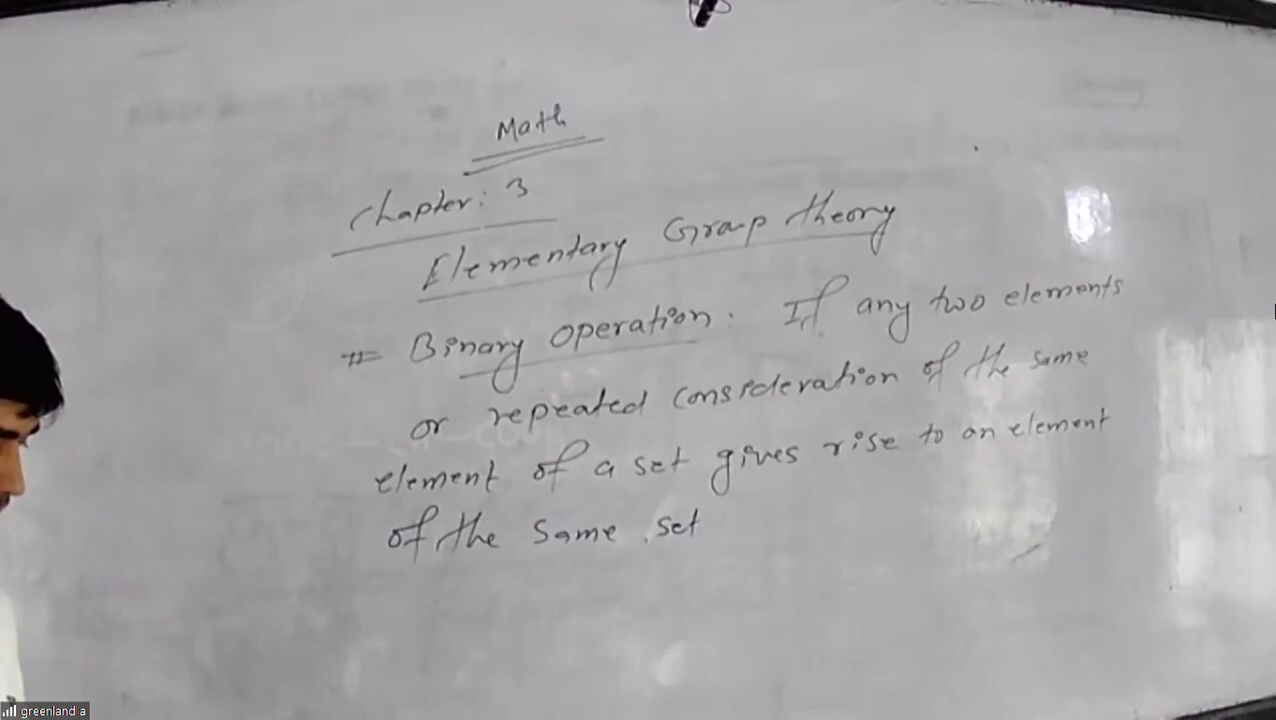 Math
Chapter: 3
Elementary Group theory
# Binary operation. If any two elements
or repeated consideration of the same
element of a set gives rise to an element
of the same set
greenland a